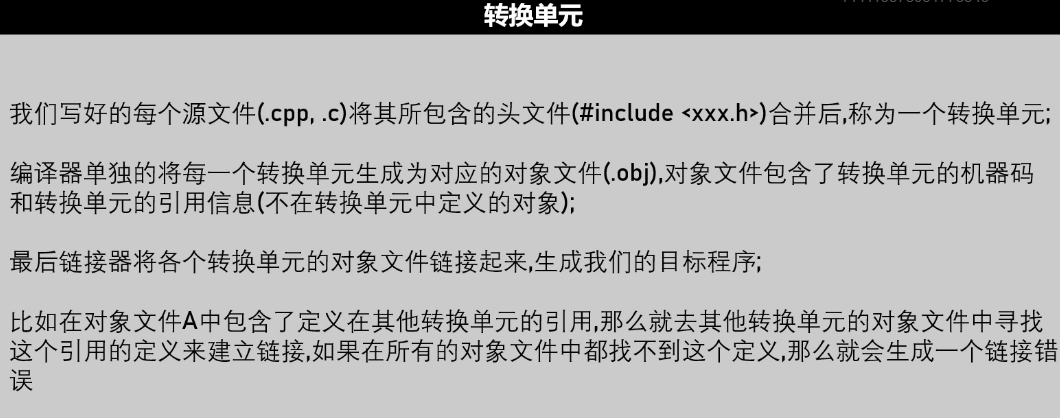 转换单元
我们写好的每个源文件(.cpp, .c)将其所包含的头文件(#include <xxx.h>)合并后,称为一个转换单元;
编译器单独的将每一个转换单元生成为对应的对象文件(.obj),对象文件包含了转换单元的机器码
和转换单元的引用信息(不在转换单元中定义的对象);
最后链接器将各个转换单元的对象文件链接起来,生成我们的目标程序;
比如在对象文件A中包含了定义在其他转换单元的引用,那么就去其他转换单元的对象文件中寻找
这个引用的定义来建立链接,如果在所有的对象文件中都找不到这个定义,那么就会生成一个链接错
误